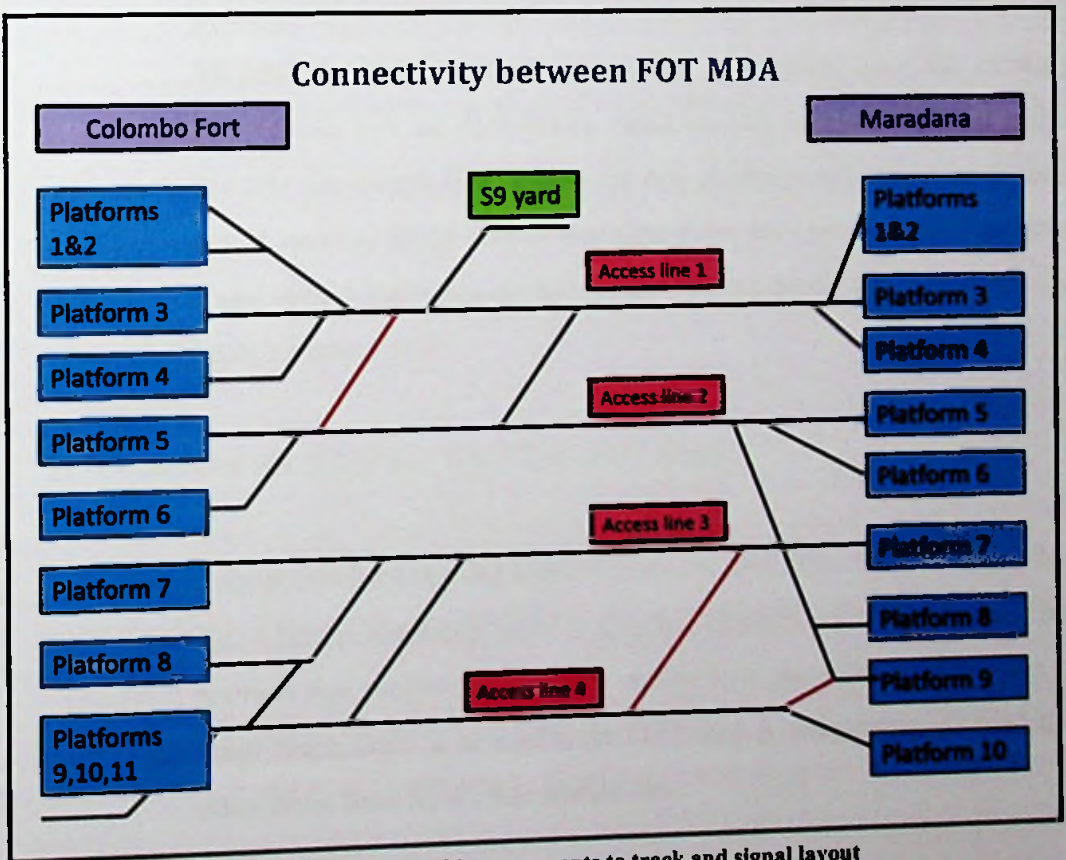 Connectivity between FOT MDA
Colombo Fort
Maradana
Platforms
1&2
S9 yard
Platforms
1&2
Access line 1
Platform 3
Platform 3
Platform 4
Platform 4
Access line 2
Platform 5
Platform 5
Platform 6
Platform 6
Access line 3
Platform 7
Platform 7
Platform 8
Platform 8
Access line 4
Platform 9
Platforms
9,10,11
Platform 10
to track and signal layout